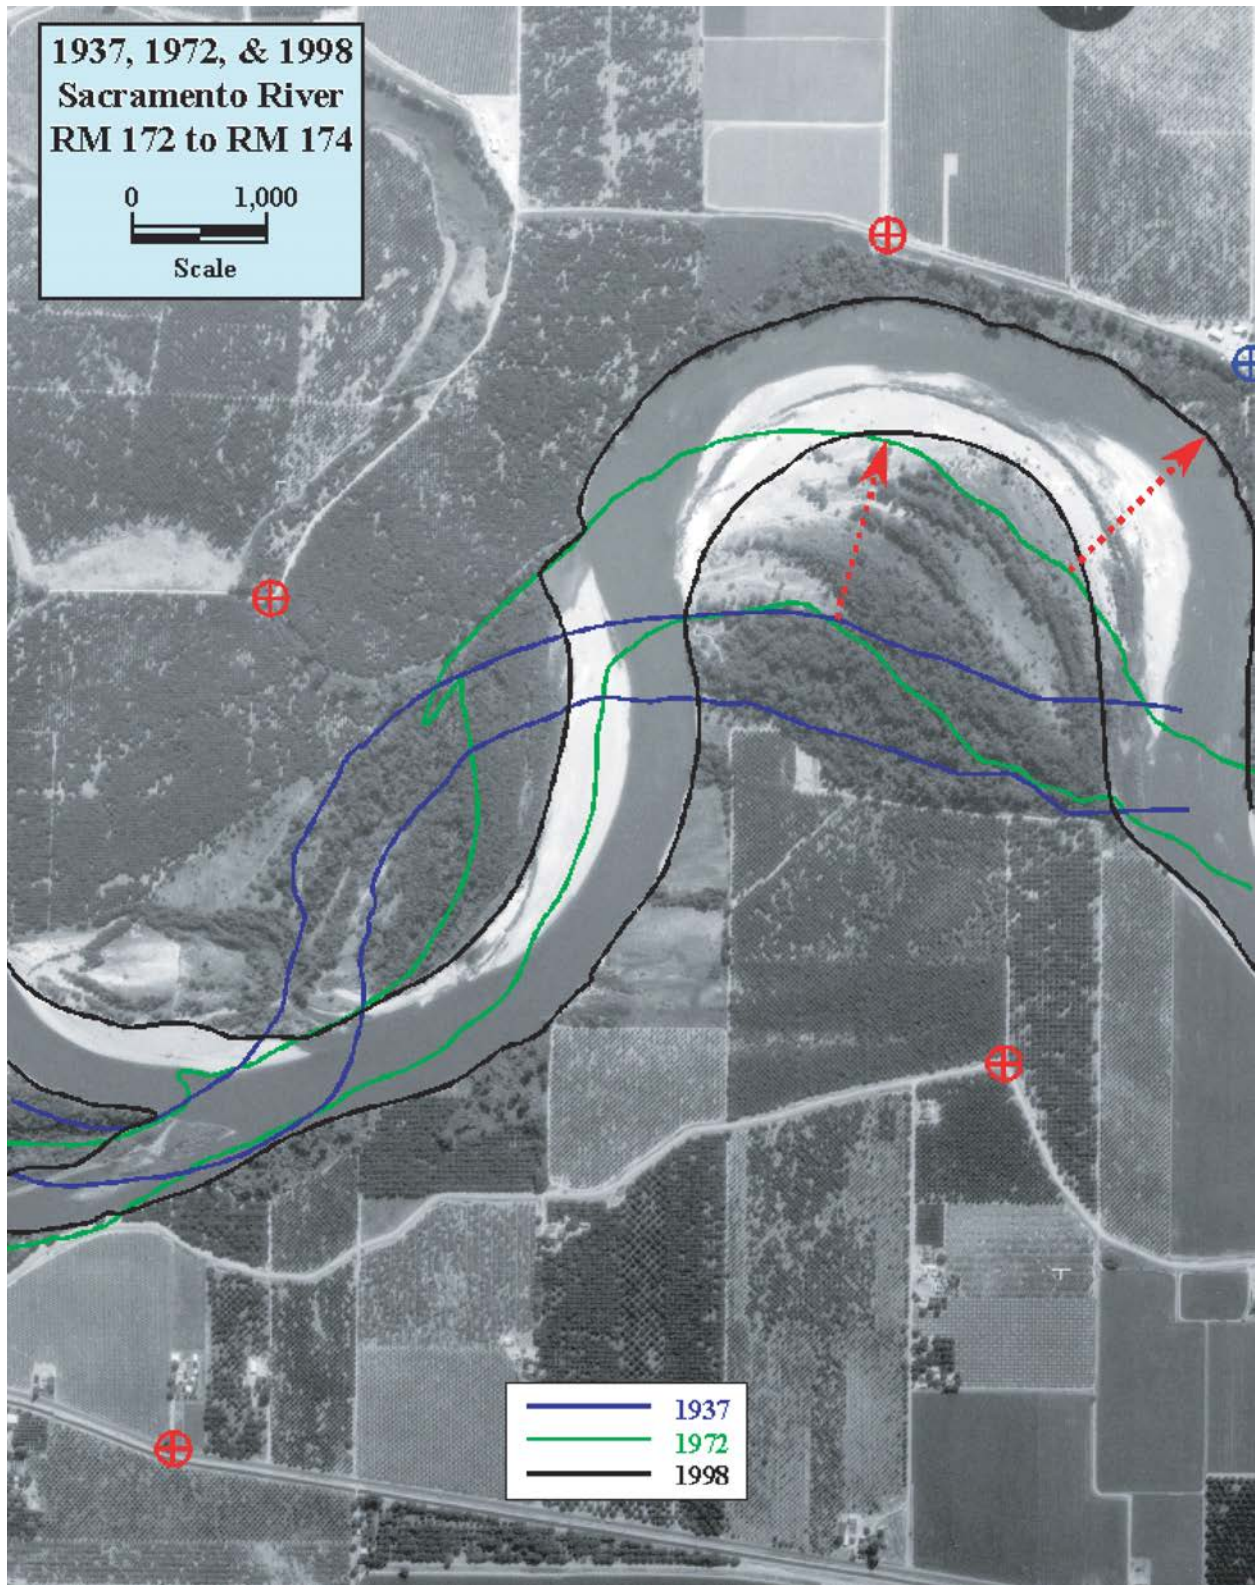 1937, 1972, & 1998
Sacramento River
RM 172 to RM 174
0 1,000
Scale
1937
1972
1998